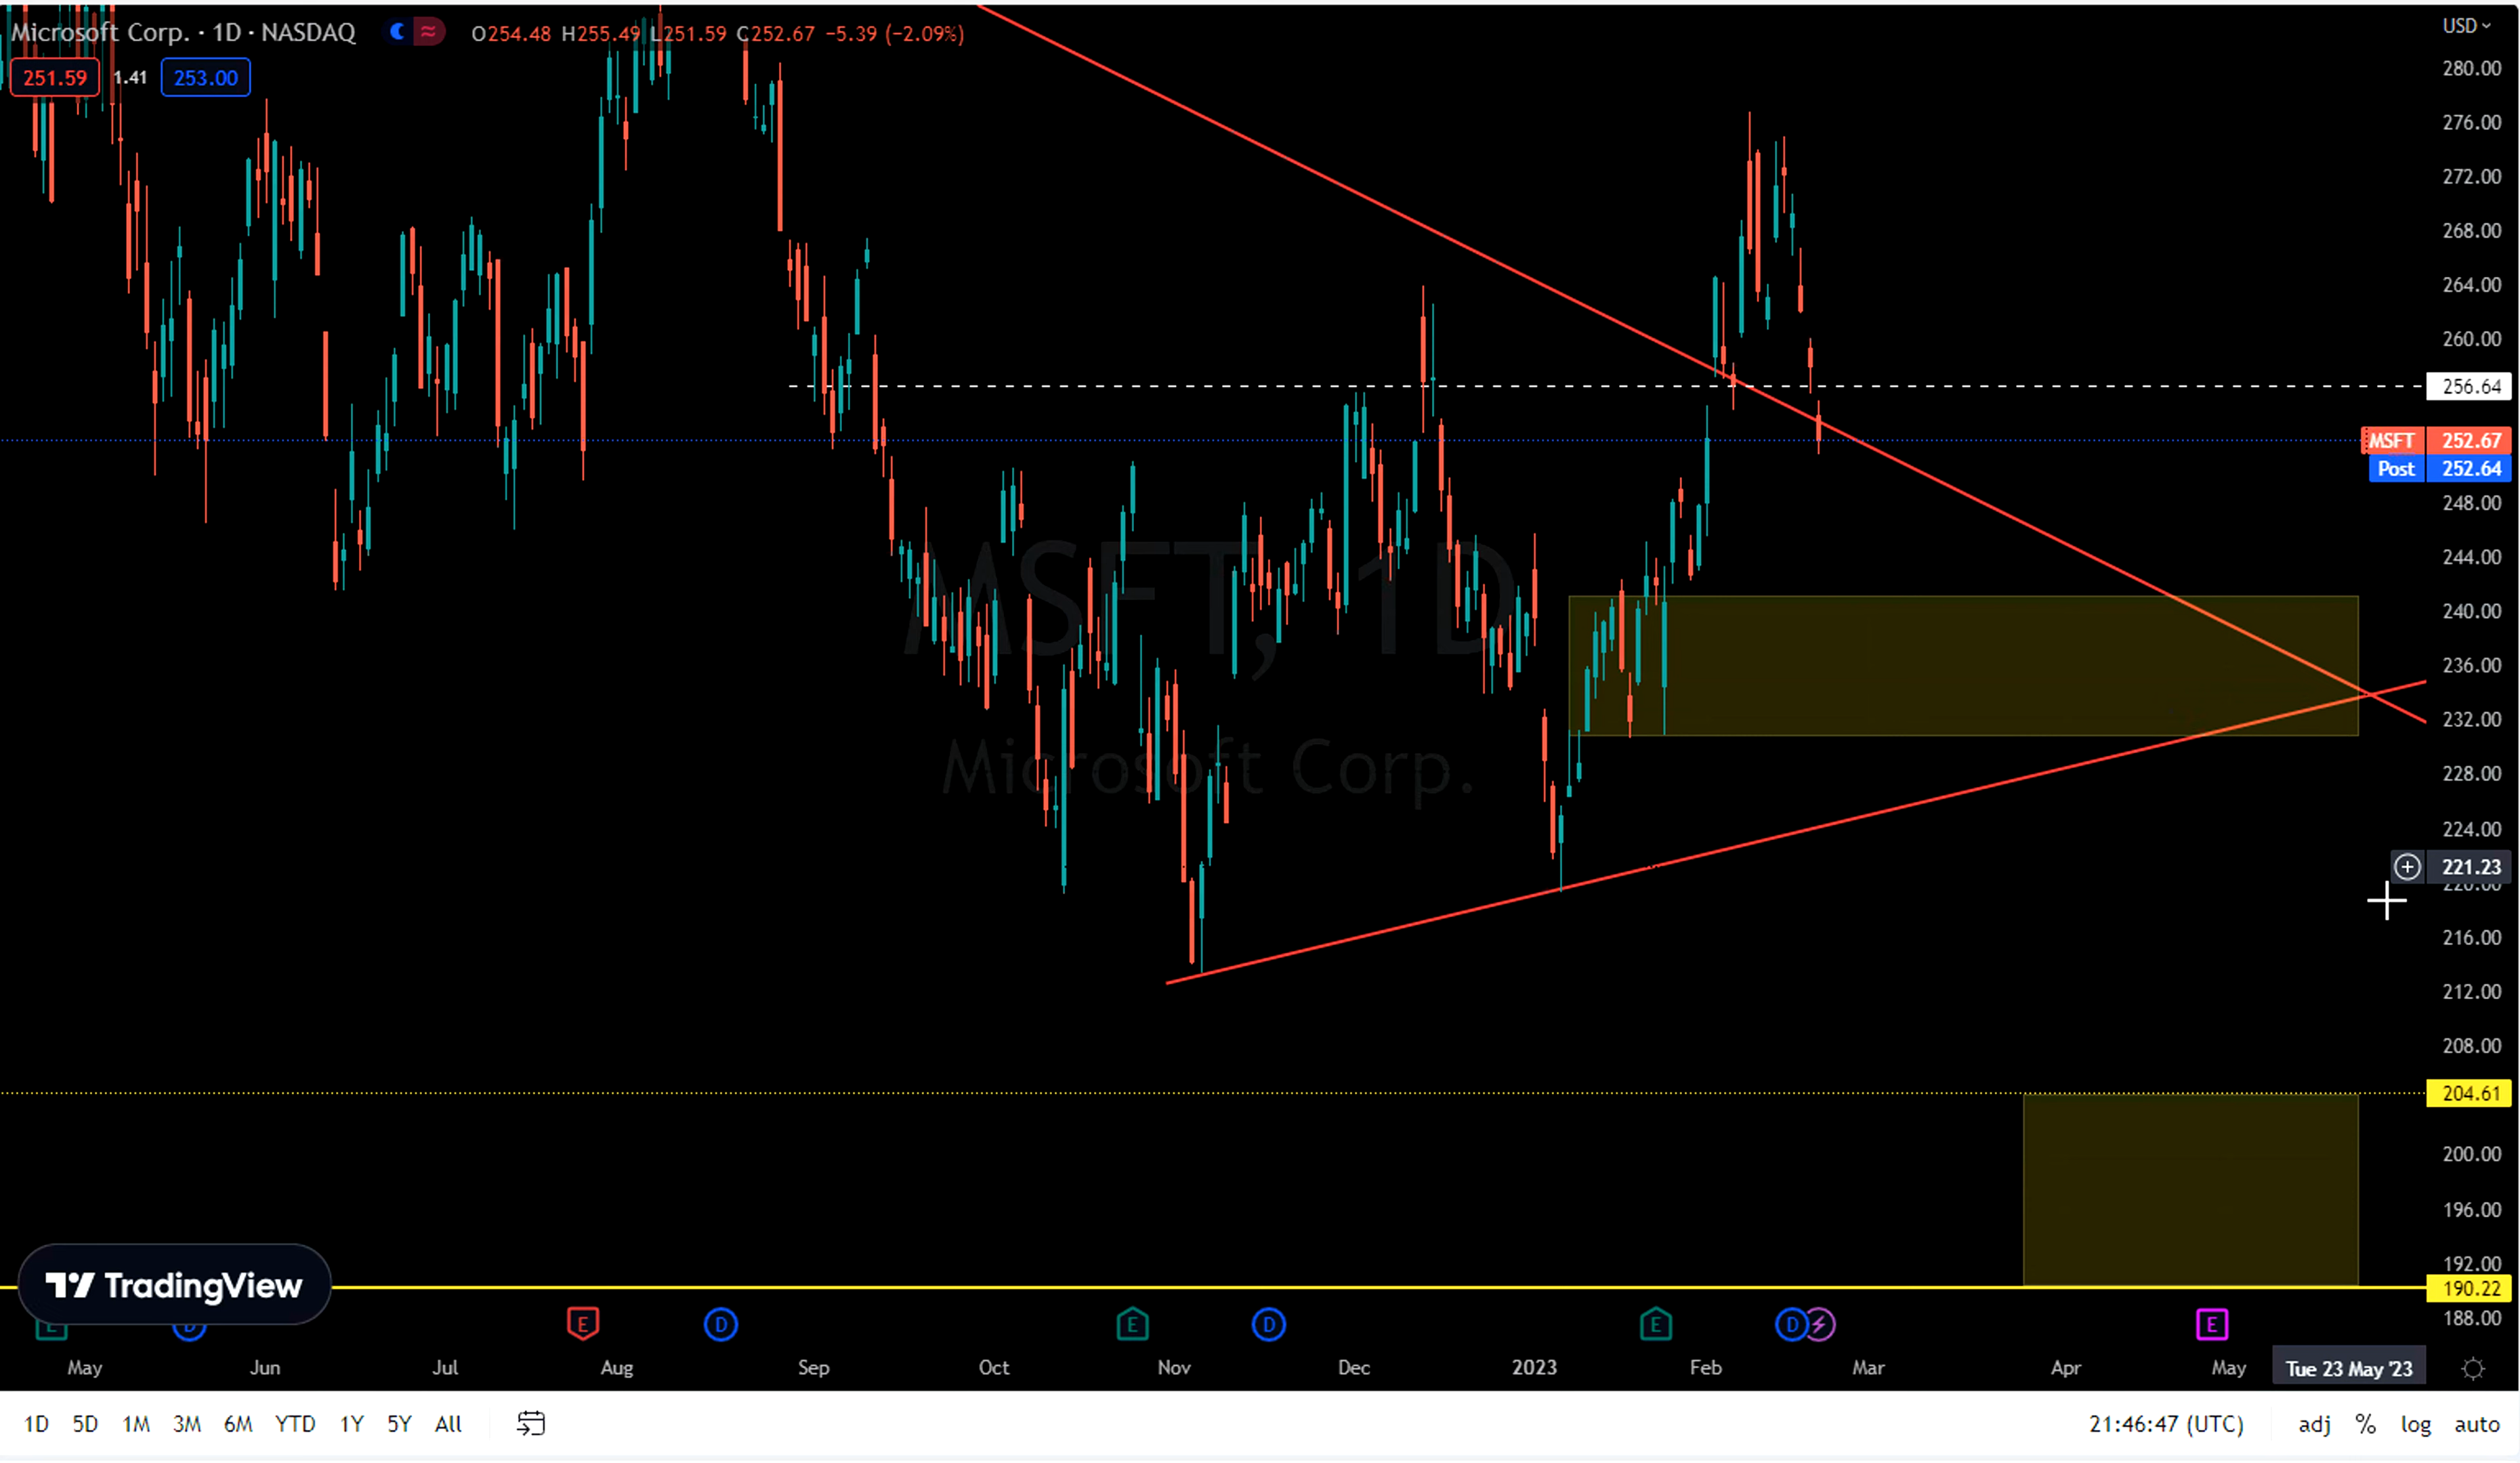 Microsoft Corp. · 1D · NASDAQ ≈ O254.48 H255.49 L251.59 C252.67 −5.39 (−2.09%)
251.59 1.41 253.00
USD
280.00
276.00
272.00
268.00
264.00
260.00
256.64
MSFT 252.67
Post 252.64
248.00
244.00
240.00
236.00
232.00
228.00
224.00
221.23
220.00
216.00
212.00
208.00
204.61
200.00
196.00
192.00
190.22
188.00
MSFT, 1D
Microsoft Corp.
TradingView
E D E D E D E D E
May Jun Jul Aug Sep Oct Nov Dec 2023 Feb Mar Apr May Tue 23 May '23
1D 5D 1M 3M 6M YTD 1Y 5Y All 21:46:47 (UTC) adj % log auto